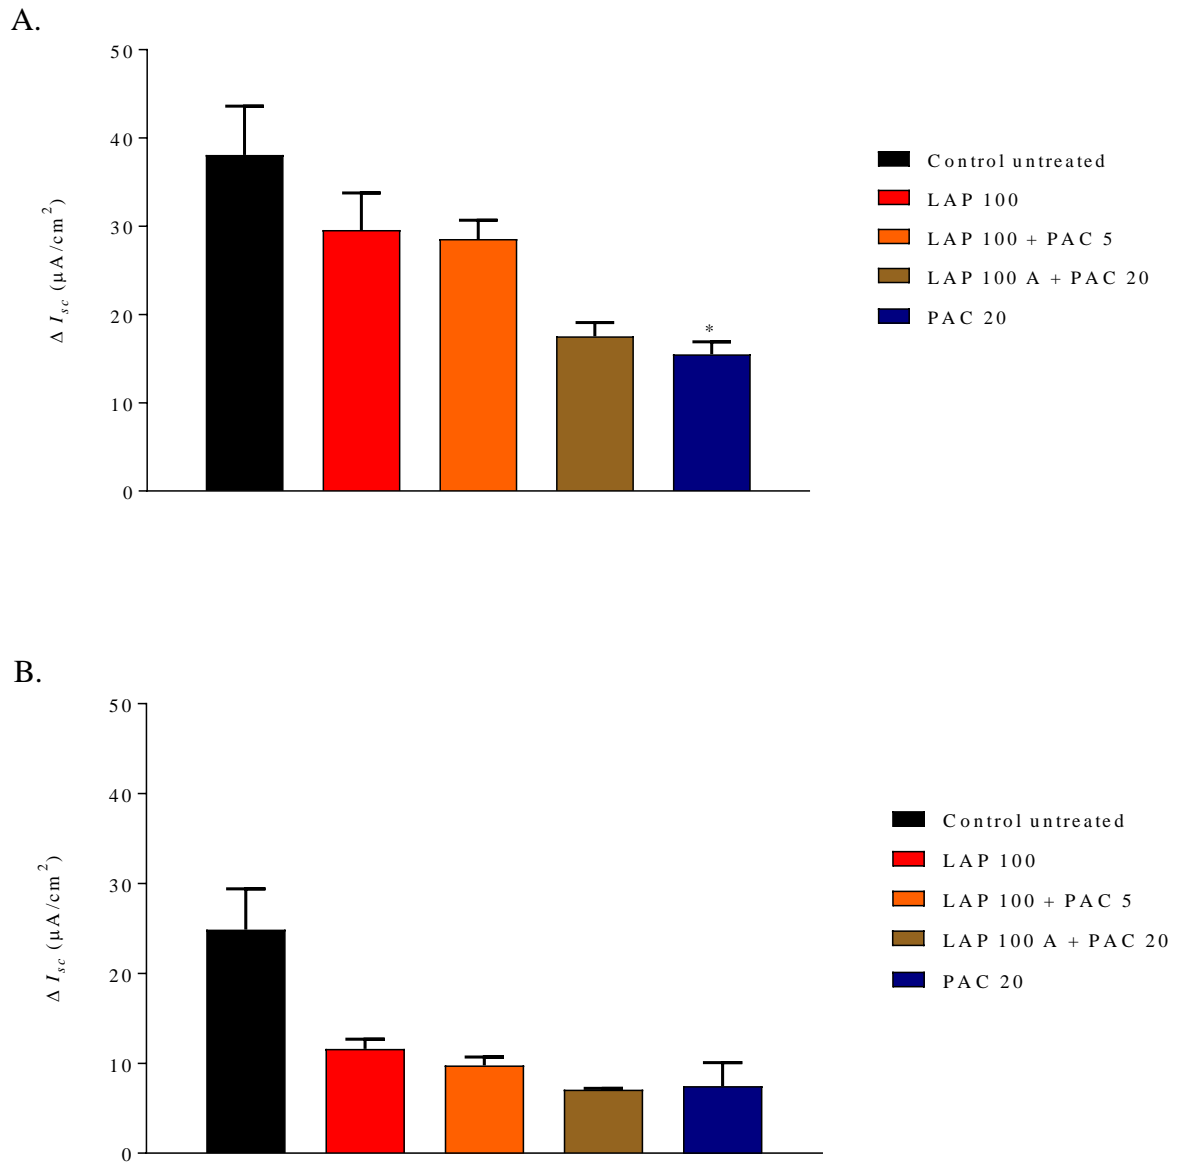 A.
50
40
30
20
10
0
Δ Isc (µA/cm²)
*
Control untreated
LAP 100
LAP 100 + PAC 5
LAP 100 A + PAC 20
PAC 20
B.
50
40
30
20
10
0
Δ Isc (µA/cm²)
Control untreated
LAP 100
LAP 100 + PAC 5
LAP 100 A + PAC 20
PAC 20